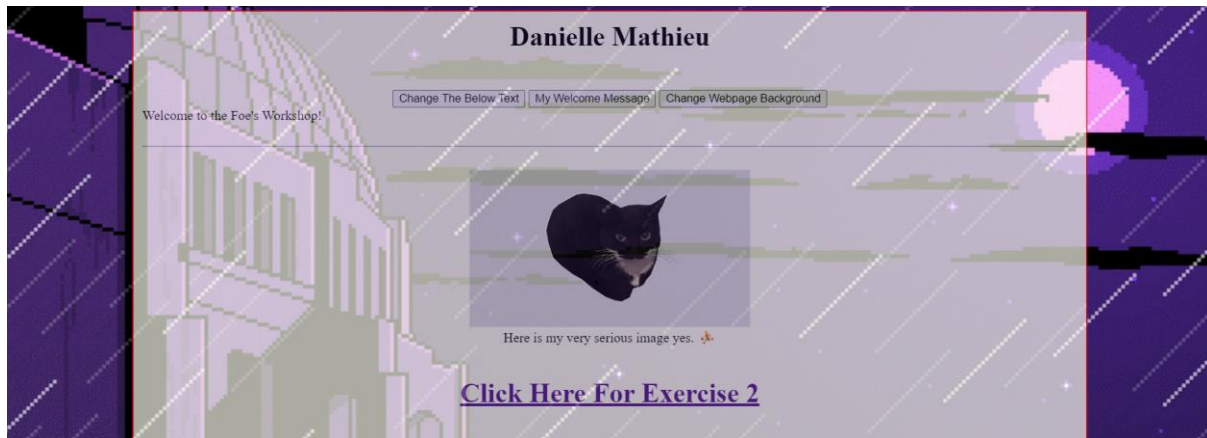 Danielle Mathieu
Change The Below Text My Welcome Message Change Webpage Background
Welcome to the Foe's Workshop!
Here is my very serious image yes.
Click Here For Exercise 2